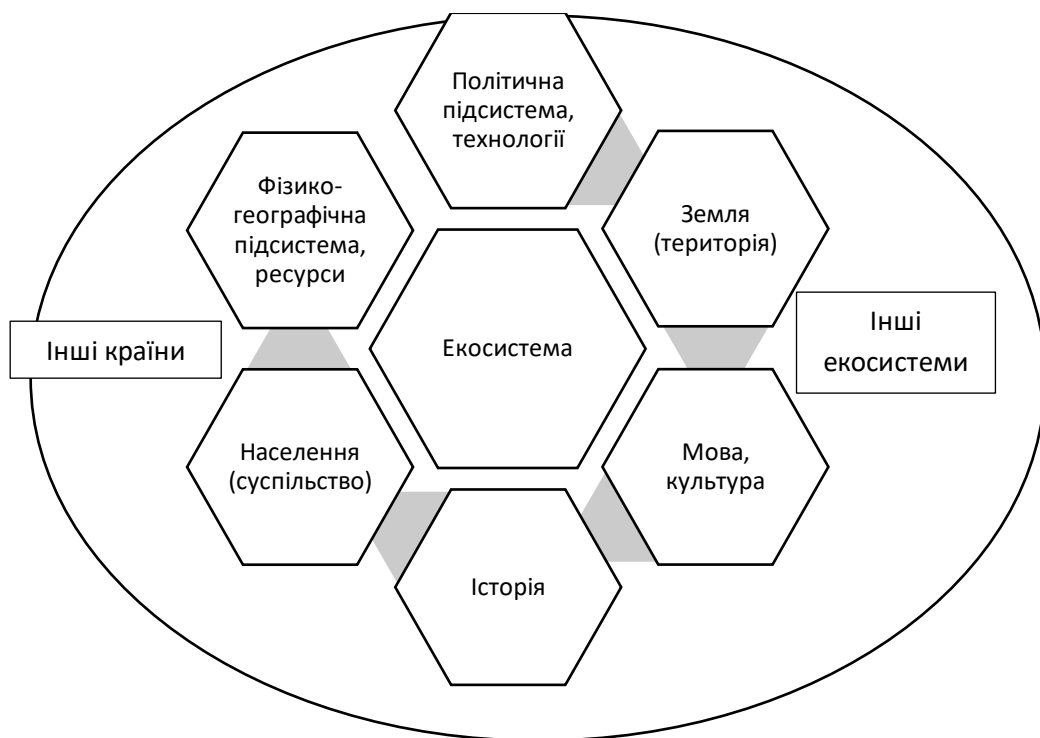 Політична
підсистема,
технології
Фізико-
географічна
підсистема,
ресурси
Земля
(територія)
Інші країни
Екосистема
Інші
екосистеми
Населення
(суспільство)
Мова,
культура
Історія